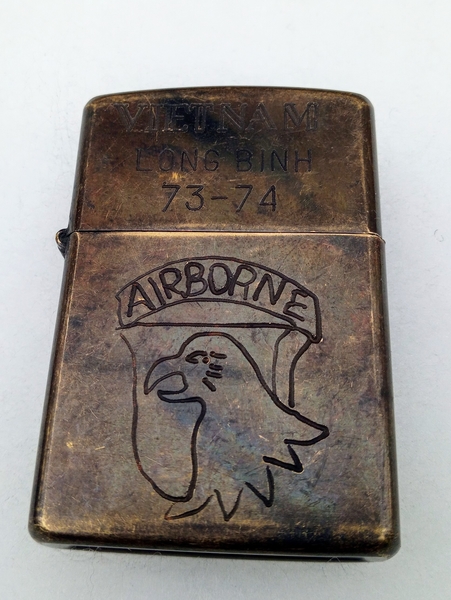 VIETNAM
LONG BINH
73-74
AIRBORNE